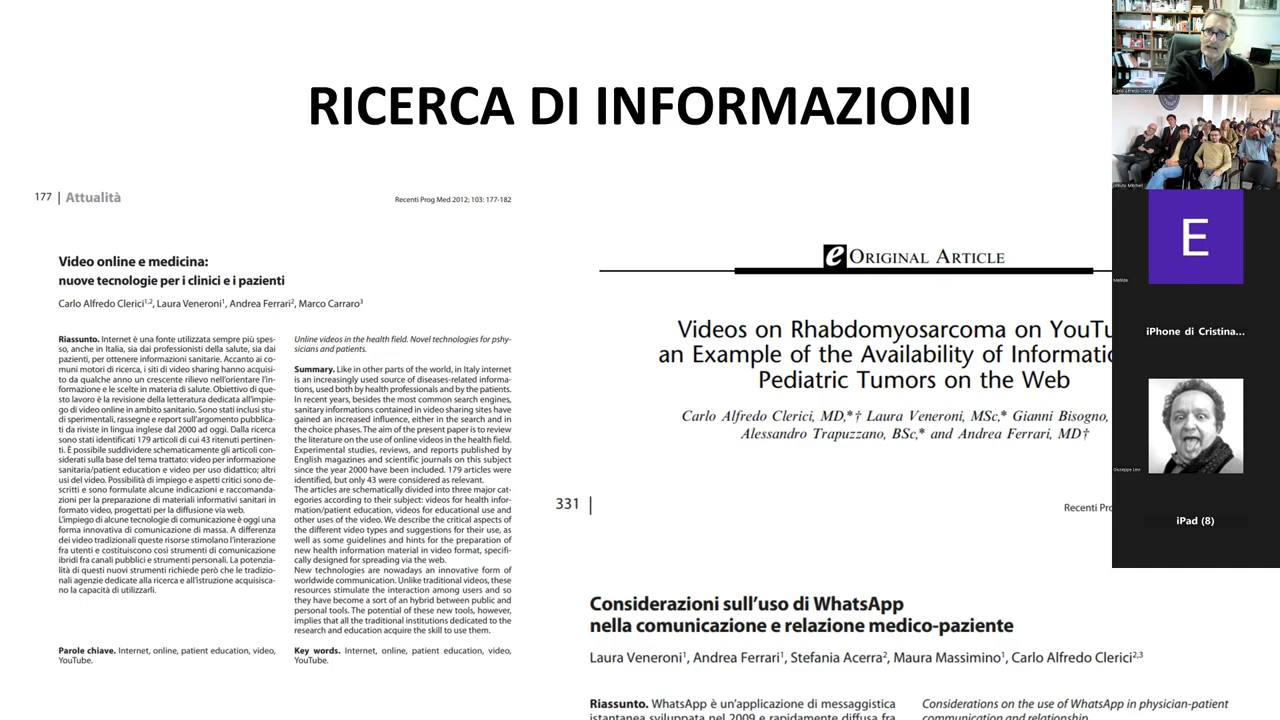 RICERCA DI INFORMAZIONI
177 | Attualità
Recenti Prog Med 2012; 103: 177-182
Video online e medicina:
nuove tecnologie per i clinici e i pazienti
Carlo Alfredo Clerici1,2, Laura Veneroni1, Andrea Ferrari2, Marco Carraro3
Riassunto. Internet è una fonte utilizzata sempre più spes-
so, anche in Italia, sia dai professionisti della salute, sia dai
pazienti, per ottenere informazioni sanitarie. Accanto ai co-
muni motori di ricerca, i siti di video sharing hanno acquisi-
to da qualche anno un crescente rilievo nell'orientare l'in-
formazione e le scelte in materia di salute. Obiettivo di que-
sto lavoro è la revisione della letteratura dedicata all'impie-
go di video online in ambito sanitario. Sono stati inclusi stu-
di sperimentali, rassegne e report sull'argomento pubblica-
ti da riviste in lingua inglese dal 2000 ad oggi. Dalla ricerca
sono stati identificati 179 articoli di cui 43 ritenuti pertinen-
ti. È possibile suddividere schematicamente gli articoli con-
siderati sulla base del tema trattato: video per informazione
sanitaria/patient education e video per uso didattico; altri
usi del video. Possibilità di impiego e aspetti critici sono de-
scritti e sono formulate alcune indicazioni e raccomanda-
zioni per la preparazione di materiali informativi sanitari in
formato video, progettati per la diffusione via web.
L'impiego di alcune tecnologie di comunicazione è oggi una
forma innovativa di comunicazione di massa. A differenza
dei video tradizionali queste risorse stimolano l'interazione
fra utenti e costituiscono così strumenti di comunicazione
ibridi fra canali pubblici e strumenti personali. La potenzia-
lità di questi nuovi strumenti richiede però che le tradizio-
nali agenzie dedicate alla ricerca e all'istruzione acquisisca-
no la capacità di utilizzarli.
Parole chiave. Internet, online, patient education, video,
YouTube.
Unline videos in the health field. Novel technologies for pshy-
sicians and patients.
Summary. Like in other parts of the world, in Italy internet
is an increasingly used source of diseases-related informa-
tions, used both by health professionals and by the patients.
In recent years, besides the most common search engines,
sanitary informations contained in video sharing sites have
gained an increased influence, either in the search and in
the choice phases. The aim of the present paper is to review
the literature on the use of online videos in the health field.
Experimental studies, reviews, and reports published by
English magazines and scientific journals on this subject
since the year 2000 have been included. 179 articles were
identified, but only 43 were considered as relevant.
The articles are schematically divided into three major cat-
egories according to their subject: videos for health infor-
mation/patient education, videos for educational use and
other uses of the video. We describe the critical aspects of
the different video types and suggestions for their use, as
well as some guidelines and hints for the preparation of
new health information material in video format, specifi-
cally designed for spreading via the web.
New technologies are nowadays an innovative form of
worldwide communication. Unlike traditional videos, these
resources stimulate the interaction among users and so
they have become a sort of an hybrid between public and
personal tools. The potential of these new tools, however,
implies that all the traditional institutions dedicated to the
research and education acquire the skill to use them.
Key words. Internet, online, patient education, video,
YouTube.
e ORIGINAL ARTICLE
Videos on Rhabdomyosarcoma on YouTu
an Example of the Availability of Informatio
Pediatric Tumors on the Web
Carlo Alfredo Clerici, MD,*† Laura Veneroni, MSc,* Gianni Bisogno,
Alessandro Trapuzzano, BSc,* and Andrea Ferrari, MD†
331 |
Recenti Pro
Considerazioni sull'uso di WhatsApp
nella comunicazione e relazione medico-paziente
Laura Veneroni1, Andrea Ferrari1, Stefania Acerra2, Maura Massimino1, Carlo Alfredo Clerici2,3
Riassunto. WhatsApp è un'applicazione di messaggistica
istantanea sviluppata nel 2009 e rapidamente diffusa fra
Considerations on the use of WhatsApp in physician-patient
communication and relationship.
Carlo Alfredo Clerici
E
iPhone di Cristina...
Giuseppe Levi
iPad (8)